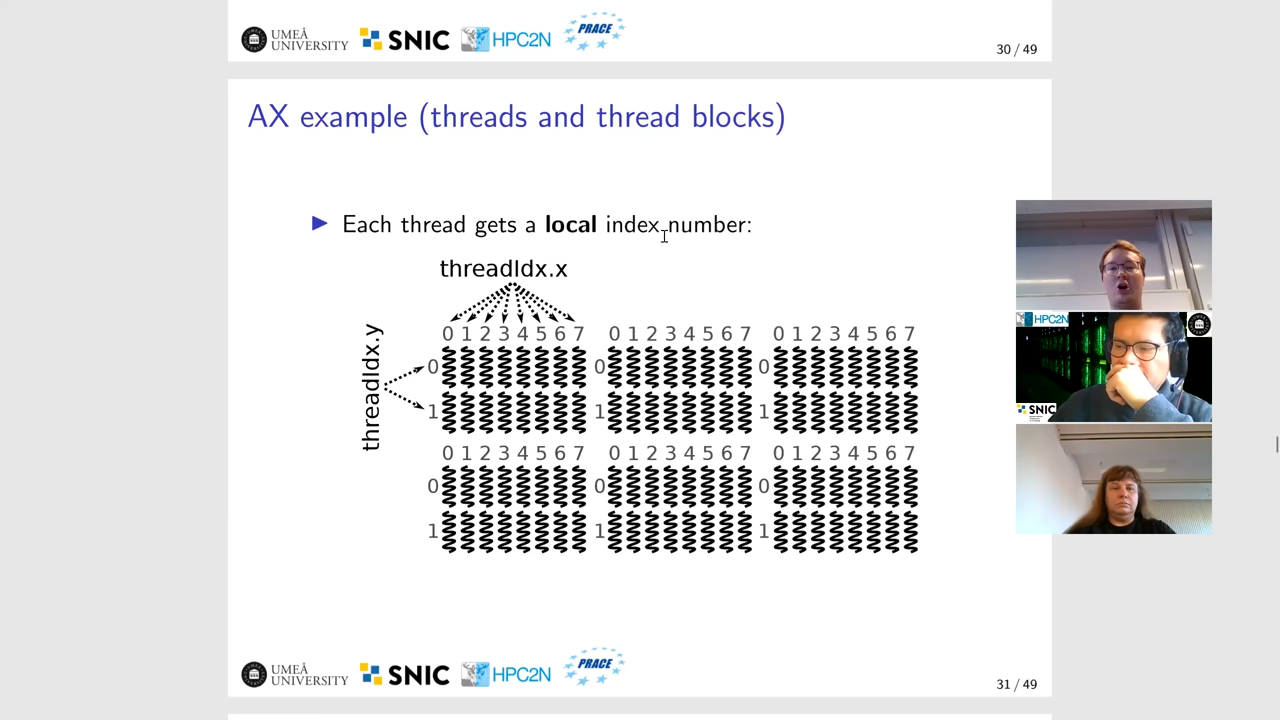 UMEÅ UNIVERSITY SNIC HPC2N PRACE
30 / 49
AX example (threads and thread blocks)
Each thread gets a local index number:
threadIdx.x
threadIdx.y
0 1 2 3 4 5 6 7 0 1 2 3 4 5 6 7 0 1 2 3 4 5 6 7
0 0 0
1 1 1
0 1 2 3 4 5 6 7 0 1 2 3 4 5 6 7 0 1 2 3 4 5 6 7
0 0 0
1 1 1
HPC2N
SNIC
UMEÅ UNIVERSITY SNIC HPC2N PRACE
31 / 49